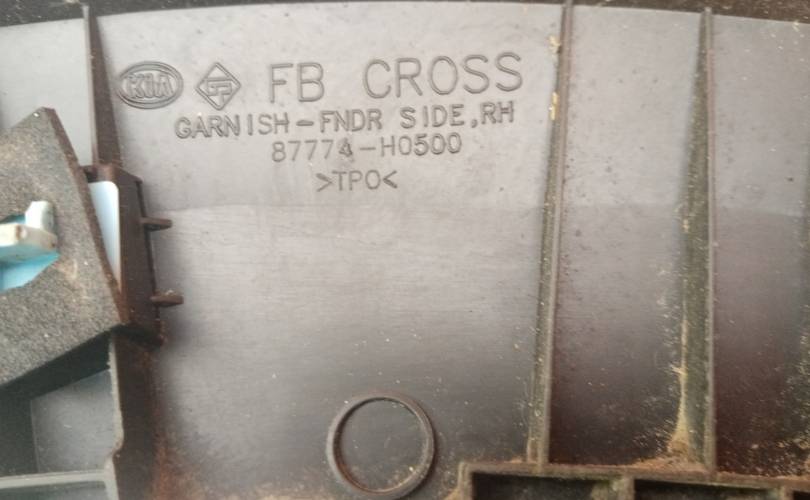 KIA FB CROSS
GARNISH-FNDR SIDE,RH
87774-H0500
>TPO<